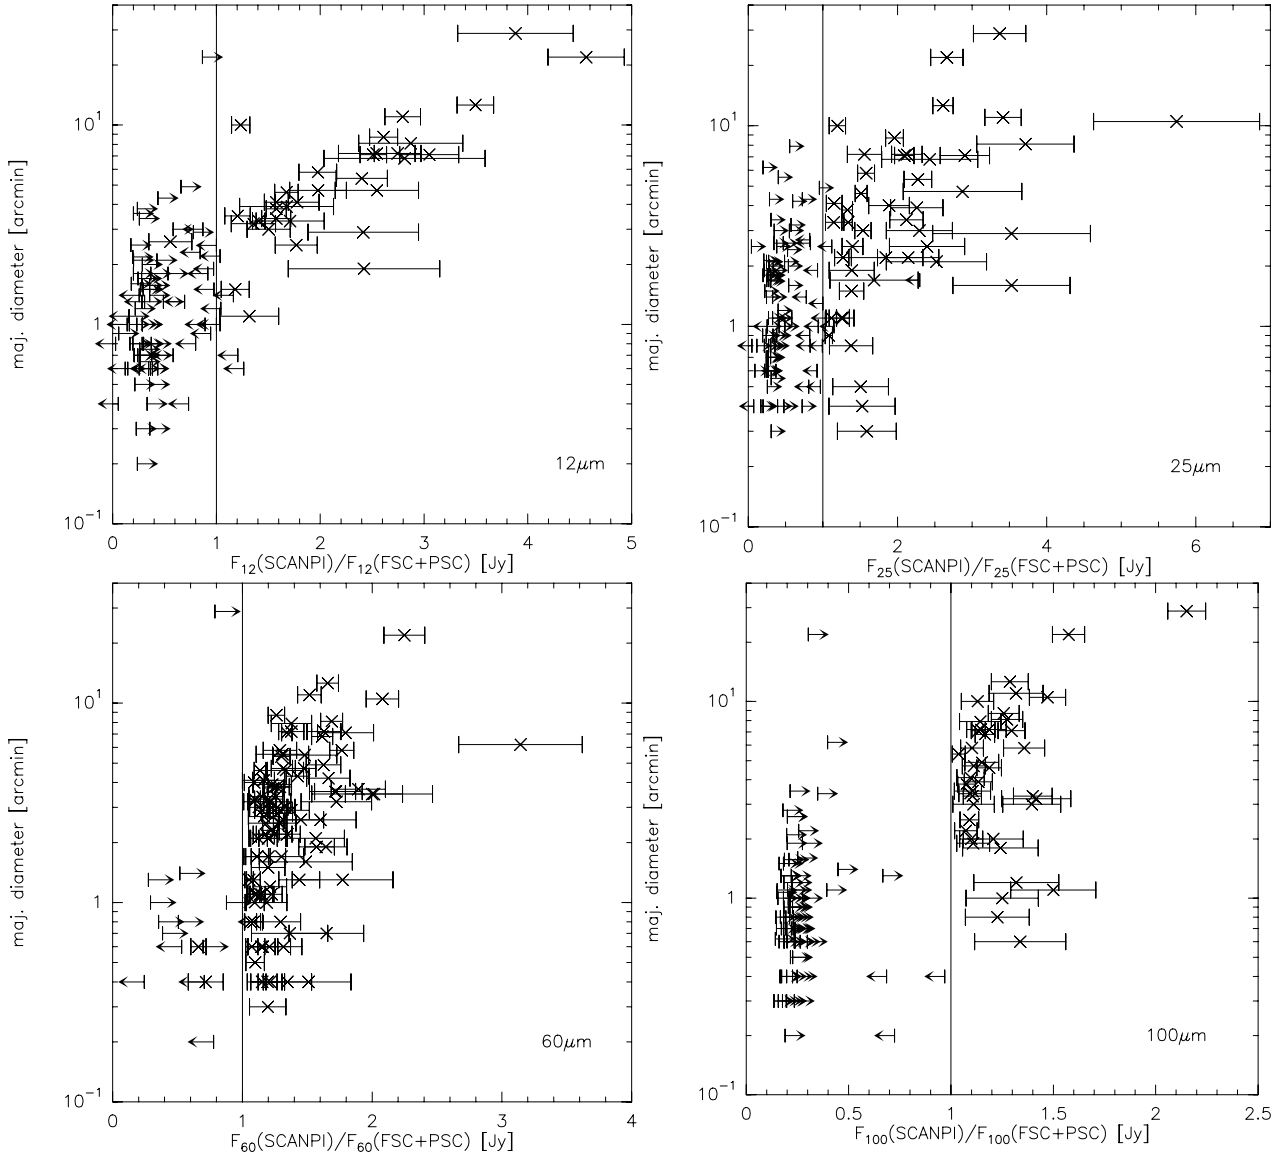 maj. diameter [arcmin]
10¹
1
10⁻¹
12μm
0 1 2 3 4 5
F₁₂(SCANPI)/F₁₂(FSC+PSC) [Jy]
maj. diameter [arcmin]
10¹
1
10⁻¹
25μm
0 2 4 6
F₂₅(SCANPI)/F₂₅(FSC+PSC) [Jy]
maj. diameter [arcmin]
10¹
1
10⁻¹
60μm
0 1 2 3 4
F₆₀(SCANPI)/F₆₀(FSC+PSC) [Jy]
maj. diameter [arcmin]
10¹
1
10⁻¹
100μm
0 0.5 1 1.5 2 2.5
F₁₀₀(SCANPI)/F₁₀₀(FSC+PSC) [Jy]